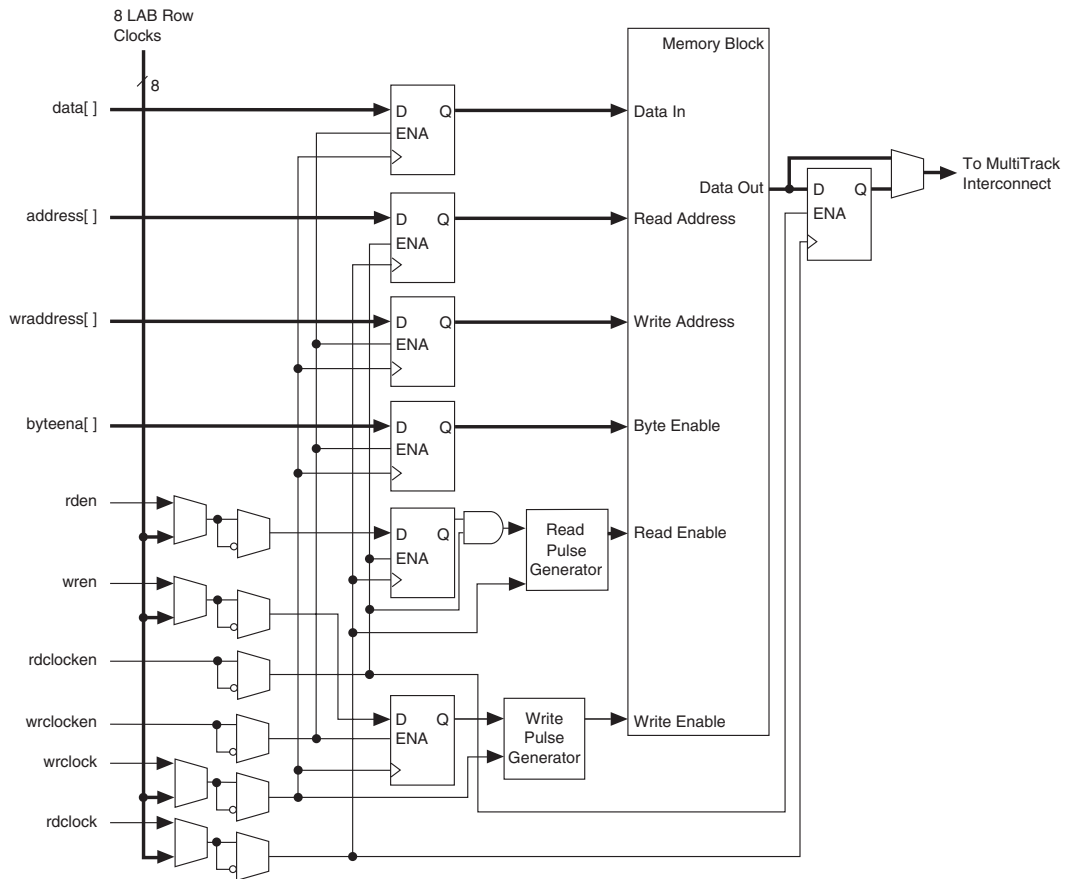 8 LAB Row
Clocks
8
Memory Block
data[ ]
D Q
ENA
Data In
To MultiTrack
Interconnect
Data Out
D Q
ENA
address[ ]
D Q
ENA
Read Address
wraddress[ ]
D Q
ENA
Write Address
byteena[ ]
D Q
ENA
Byte Enable
rden
D Q
ENA
Read
Pulse
Generator
Read Enable
wren
rdclocken
wrclocken
D Q
ENA
Write
Pulse
Generator
Write Enable
wrclock
rdclock